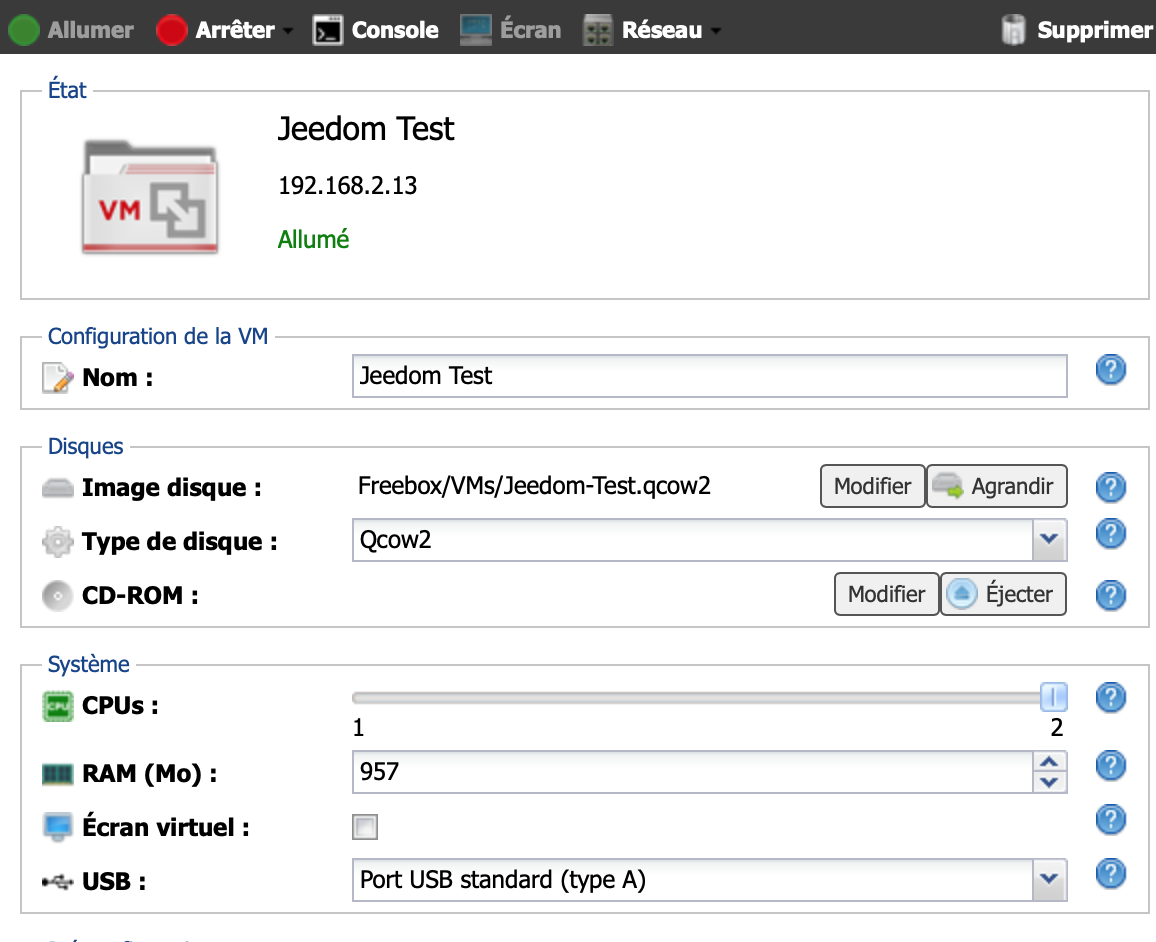 Allumer Arrêter Console Écran Réseau Supprimer
État
Jeedom Test
192.168.2.13
VM
Allumé
Configuration de la VM
Nom : Jeedom Test
Disques
Image disque : Freebox/VMs/Jeedom-Test.qcow2 Modifier Agrandir
Type de disque : Qcow2
CD-ROM : Modifier Éjecter
Système
CPU CPUs :
1 2
RAM (Mo) : 957
Écran virtuel :
USB : Port USB standard (type A)